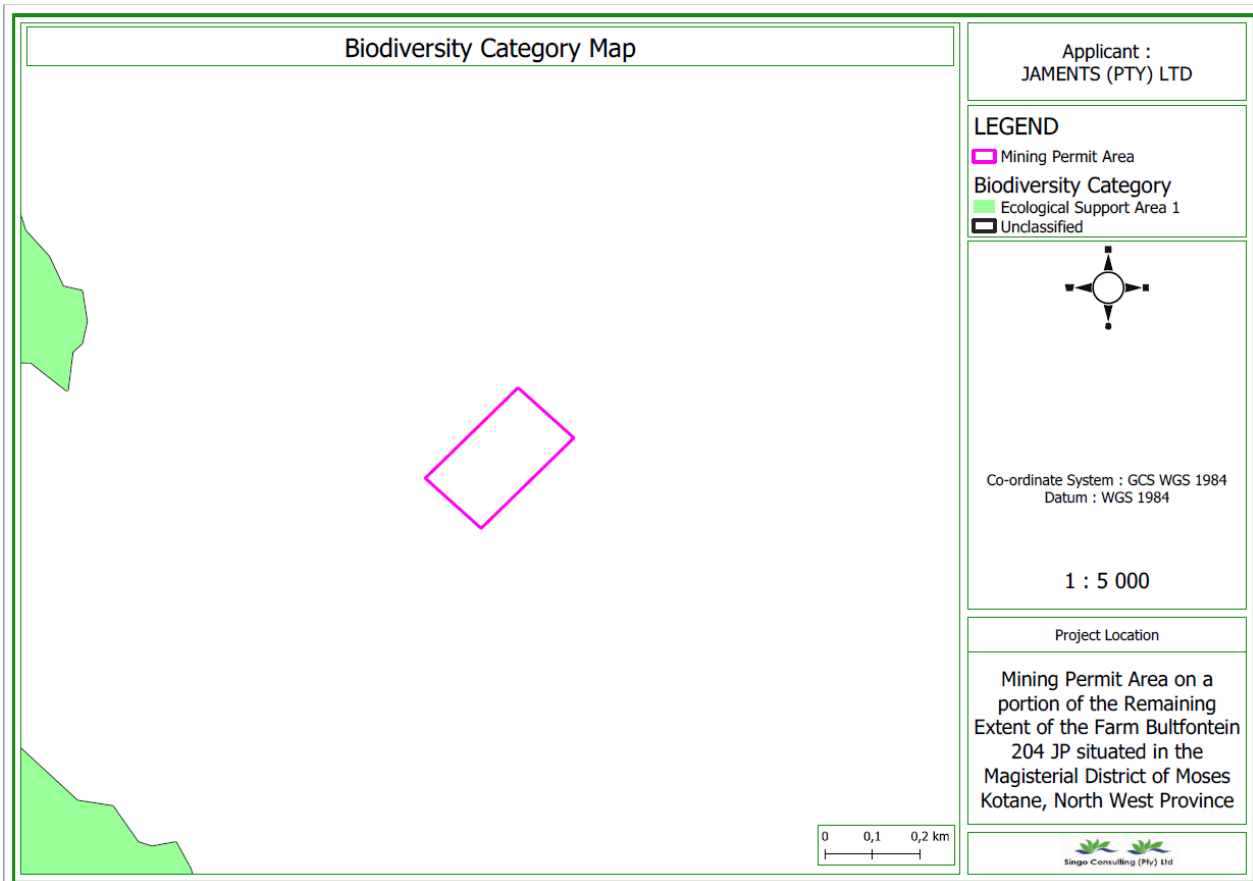 Biodiversity Category Map
Applicant :
JAMENTS (PTY) LTD
LEGEND
Mining Permit Area
Biodiversity Category
Ecological Support Area 1
Unclassified
Co-ordinate System : GCS WGS 1984
Datum : WGS 1984
1 : 5 000
Project Location
Mining Permit Area on a
portion of the Remaining
Extent of the Farm Bultfontein
204 JP situated in the
Magisterial District of Moses
Kotane, North West Province
0 0,1 0,2 km
Singo Consulting (Pty) Ltd